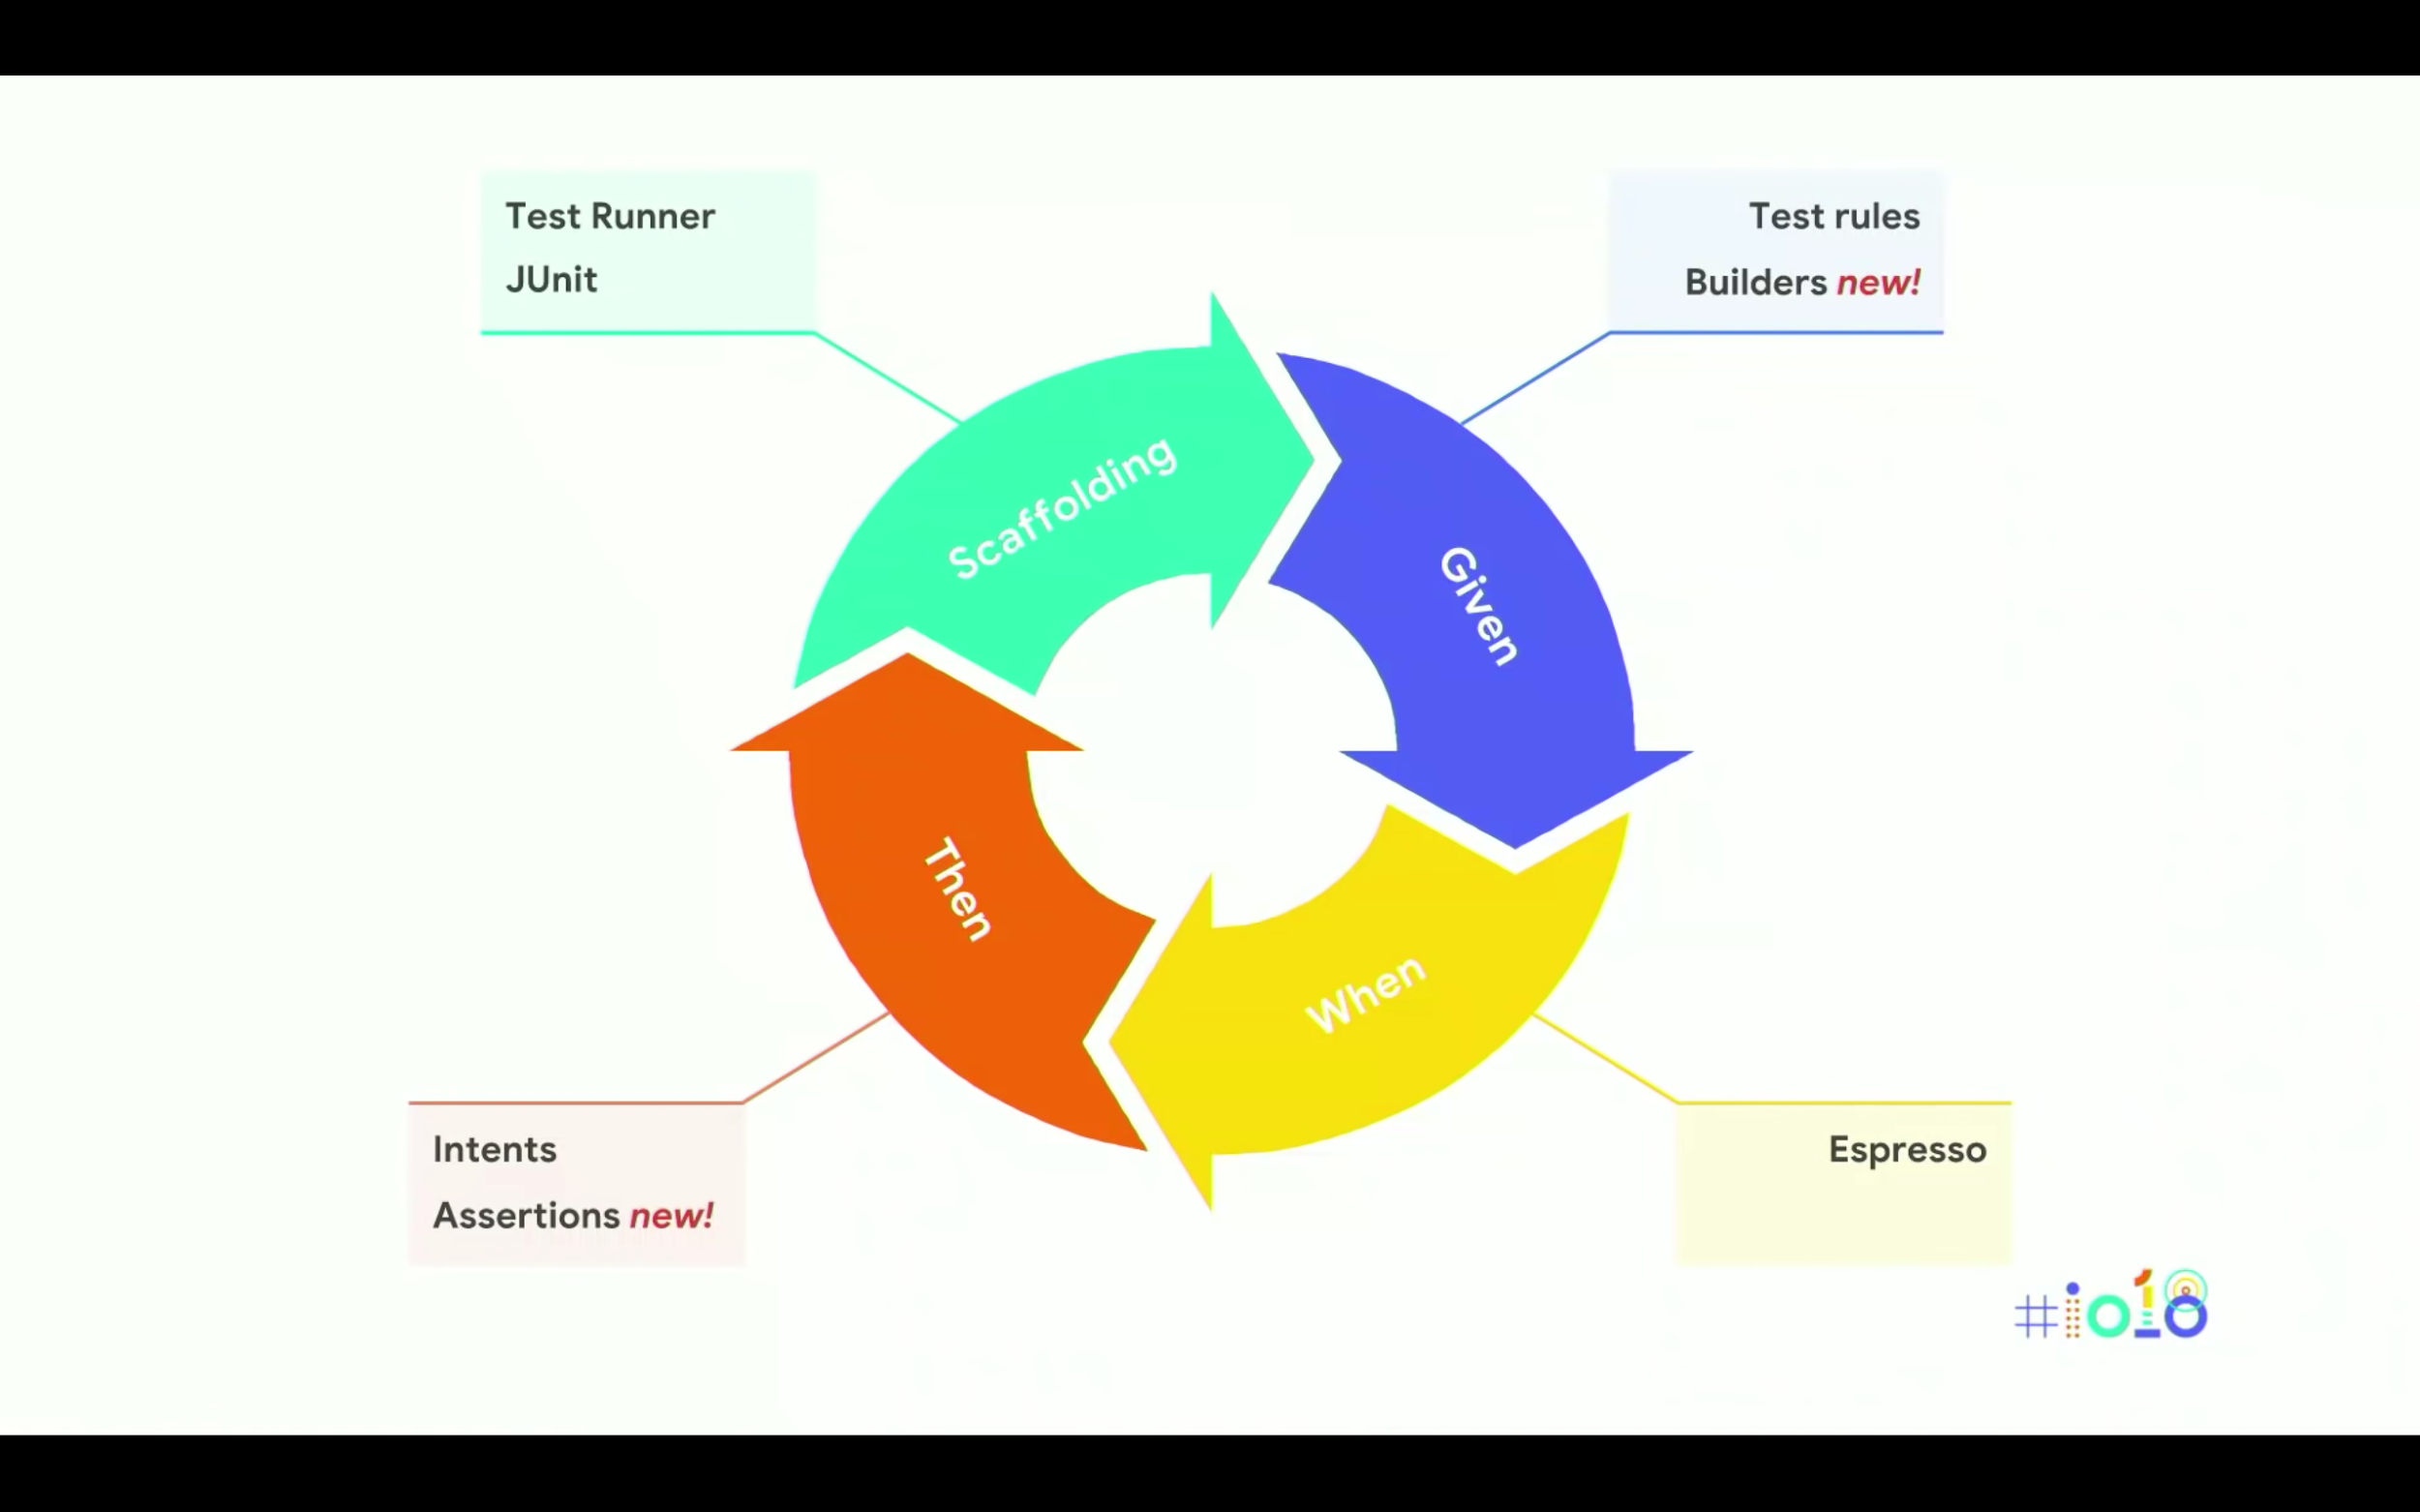 Test Runner
JUnit
Test rules
Builders new!
Scaffolding
Given
Then
When
Intents
Assertions new!
Espresso
#io18